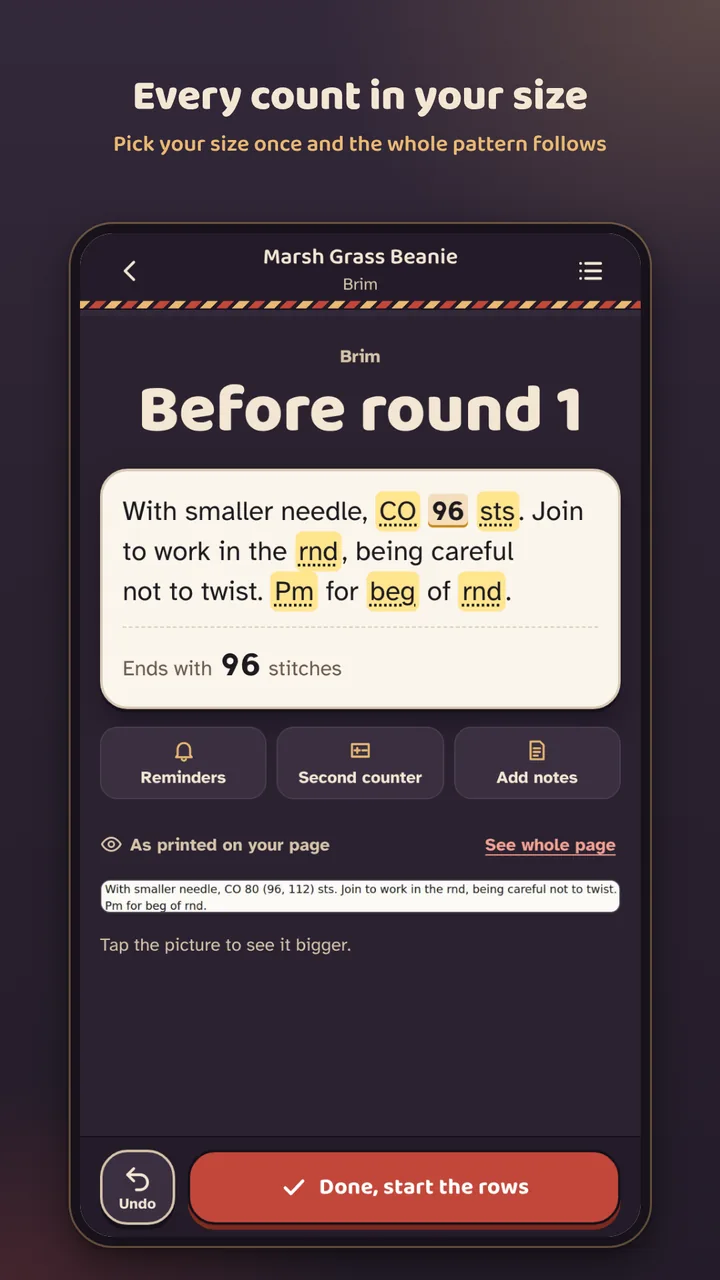 Every count in your size
Pick your size once and the whole pattern follows
Marsh Grass Beanie
Brim
Brim
Before round 1
With smaller needle, CO 96 sts. Join
to work in the rnd, being careful
not to twist. Pm for beg of rnd.
Ends with 96 stitches
Reminders
Second counter
Add notes
As printed on your page
See whole page
With smaller needle, CO 80 (96, 112) sts. Join to work in the rnd, being careful not to twist.
Pm for beg of rnd.
Tap the picture to see it bigger.
Undo
Done, start the rows